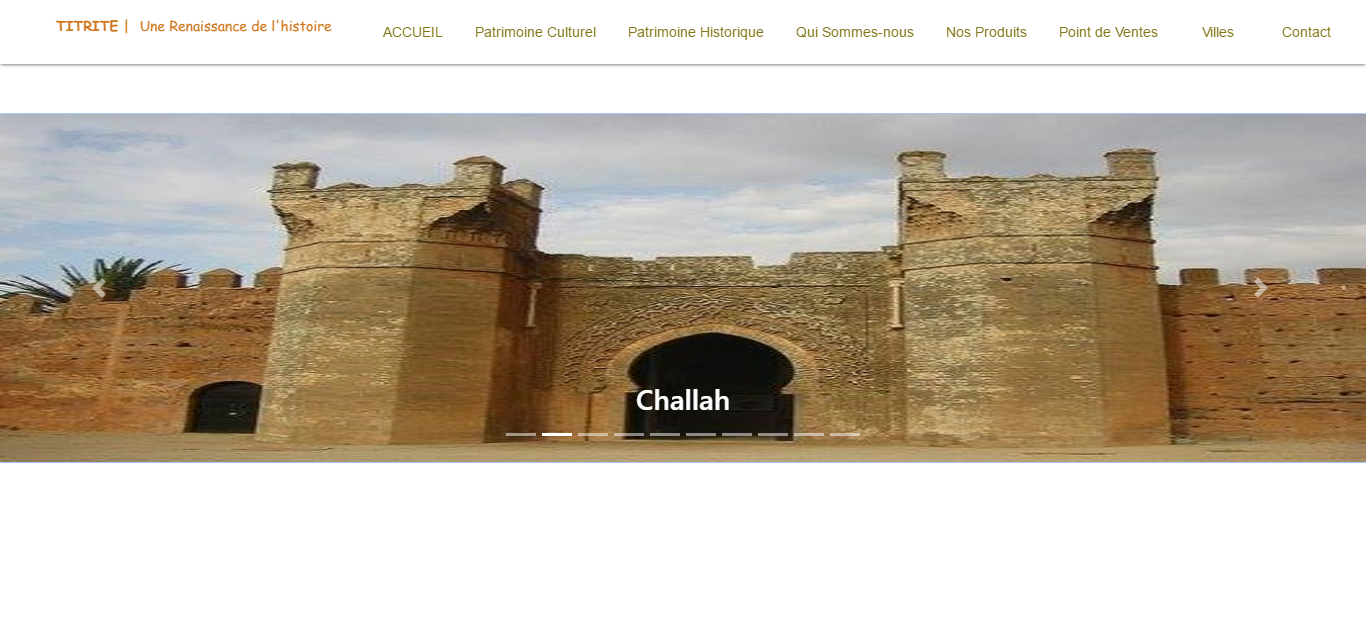 TITRITE | Une Renaissance de l'histoire
ACCUEIL Patrimoine Culturel Patrimoine Historique Qui Sommes-nous Nos Produits Point de Ventes Villes Contact
Challah